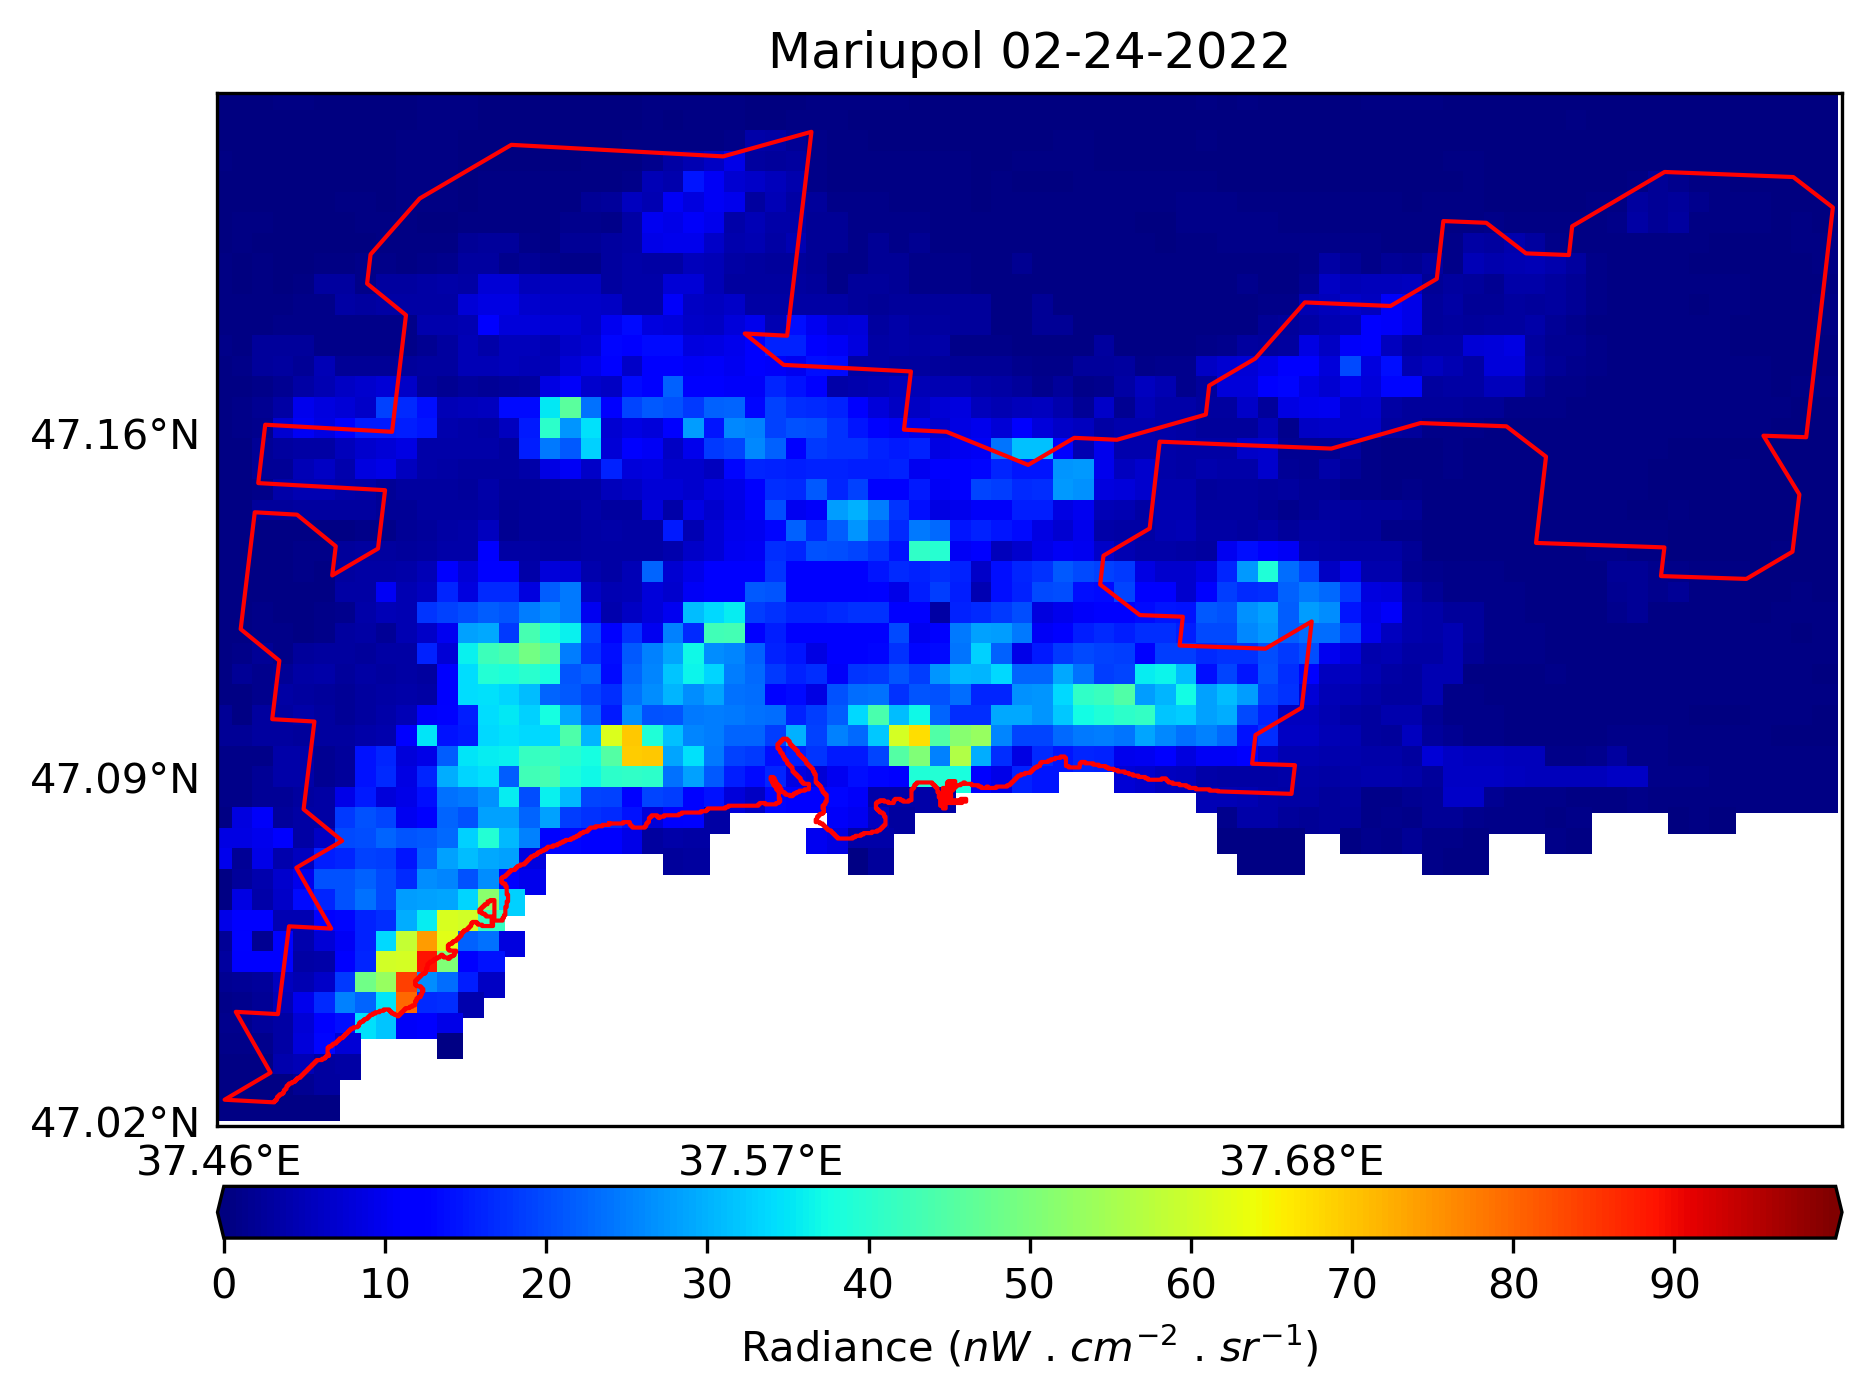 Mariupol 02-24-2022
47.16°N
47.09°N
47.02°N
37.46°E 37.57°E 37.68°E
0 10 20 30 40 50 60 70 80 90
Radiance (nW . cm⁻² . sr⁻¹)